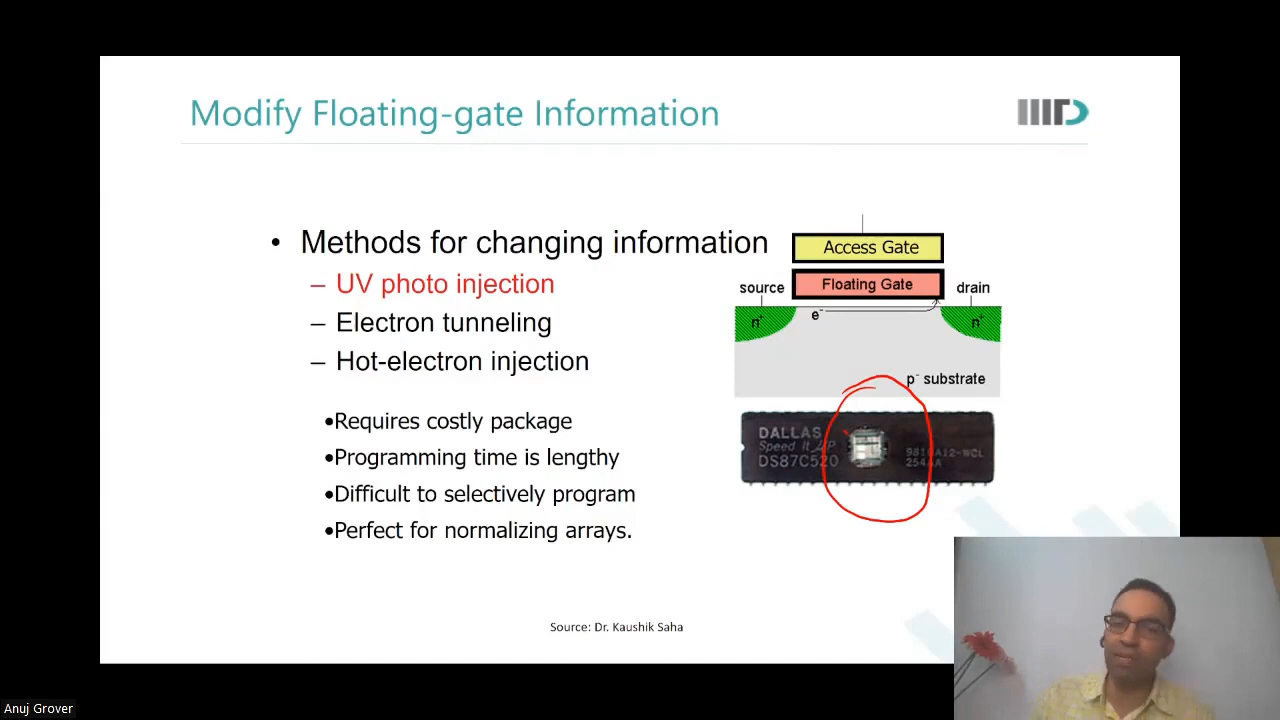 Modify Floating-gate Information
IIITD
• Methods for changing information
– UV photo injection
– Electron tunneling
– Hot-electron injection
•Requires costly package
•Programming time is lengthy
•Difficult to selectively program
•Perfect for normalizing arrays.
Access Gate
Floating Gate
source
drain
e-
n+
n+
p- substrate
DALLAS
Speed It
DS87C520
Source: Dr. Kaushik Saha
Anuj Grover